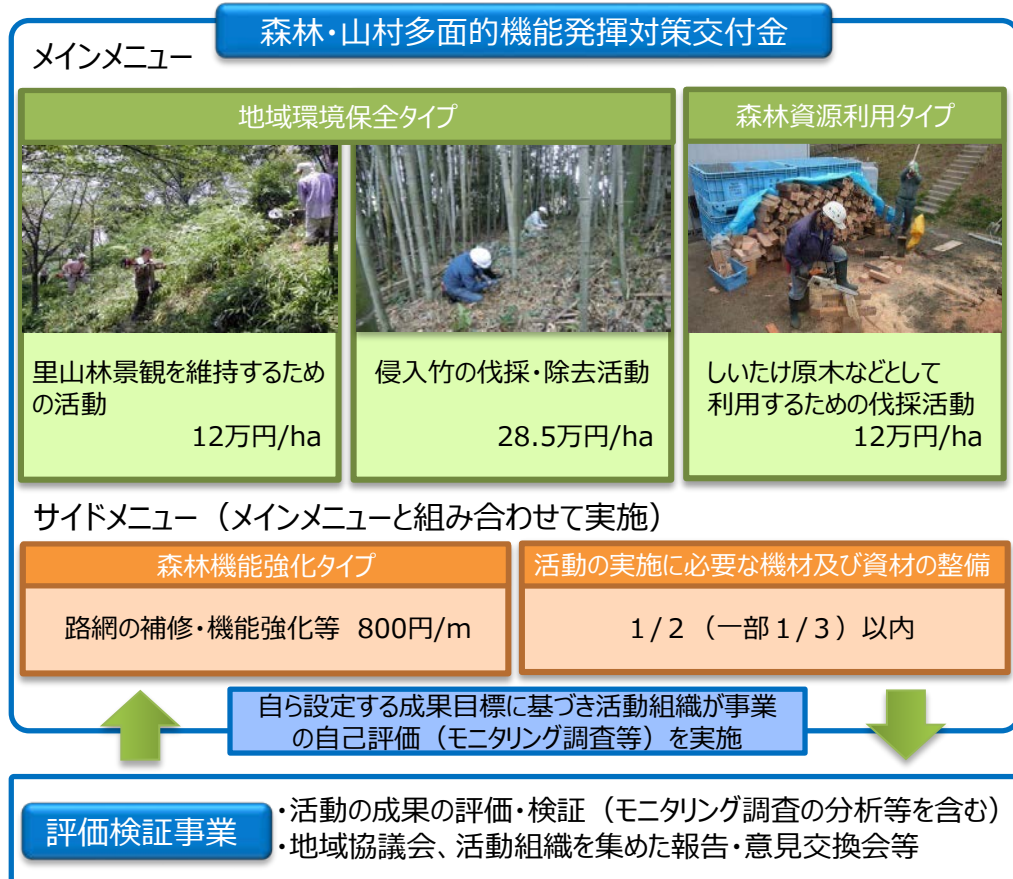 森林・山村多面的機能発揮対策交付金
メインメニュー
地域環境保全タイプ
森林資源利用タイプ
里山林景観を維持するため
の活動
12万円/ha
侵入竹の伐採・除去活動
28.5万円/ha
しいたけ原木などとして
利用するための伐採活動
12万円/ha
サイドメニュー（メインメニューと組み合わせて実施）
森林機能強化タイプ
路網の補修・機能強化等 800円/m
活動の実施に必要な機材及び資材の整備
１/２（一部１/３）以内
自ら設定する成果目標に基づき活動組織が事業
の自己評価（モニタリング調査等）を実施
評価検証事業
・活動の成果の評価・検証（モニタリング調査の分析等を含む）
・地域協議会、活動組織を集めた報告・意見交換会等